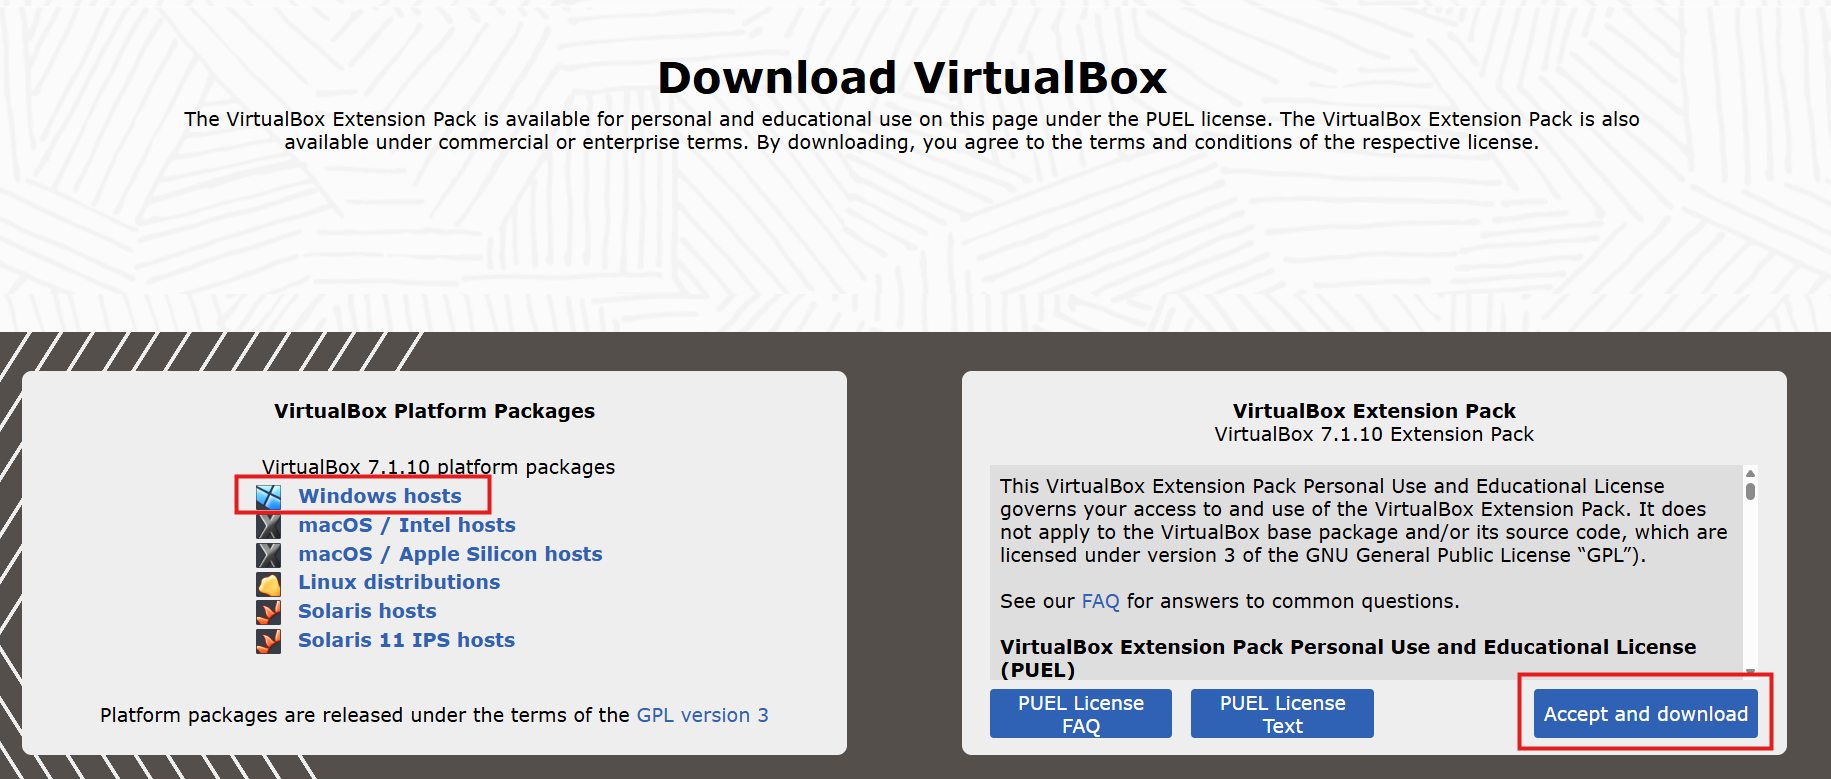 Download VirtualBox
The VirtualBox Extension Pack is available for personal and educational use on this page under the PUEL license. The VirtualBox Extension Pack is also
available under commercial or enterprise terms. By downloading, you agree to the terms and conditions of the respective license.
VirtualBox Platform Packages
VirtualBox 7.1.10 platform packages
Windows hosts
macOS / Intel hosts
macOS / Apple Silicon hosts
Linux distributions
Solaris hosts
Solaris 11 IPS hosts
Platform packages are released under the terms of the GPL version 3
VirtualBox Extension Pack
VirtualBox 7.1.10 Extension Pack
This VirtualBox Extension Pack Personal Use and Educational License
governs your access to and use of the VirtualBox Extension Pack. It does
not apply to the VirtualBox base package and/or its source code, which are
licensed under version 3 of the GNU General Public License “GPL”).
See our FAQ for answers to common questions.
VirtualBox Extension Pack Personal Use and Educational License
(PUEL)
PUEL License
FAQ
PUEL License
Text
Accept and download